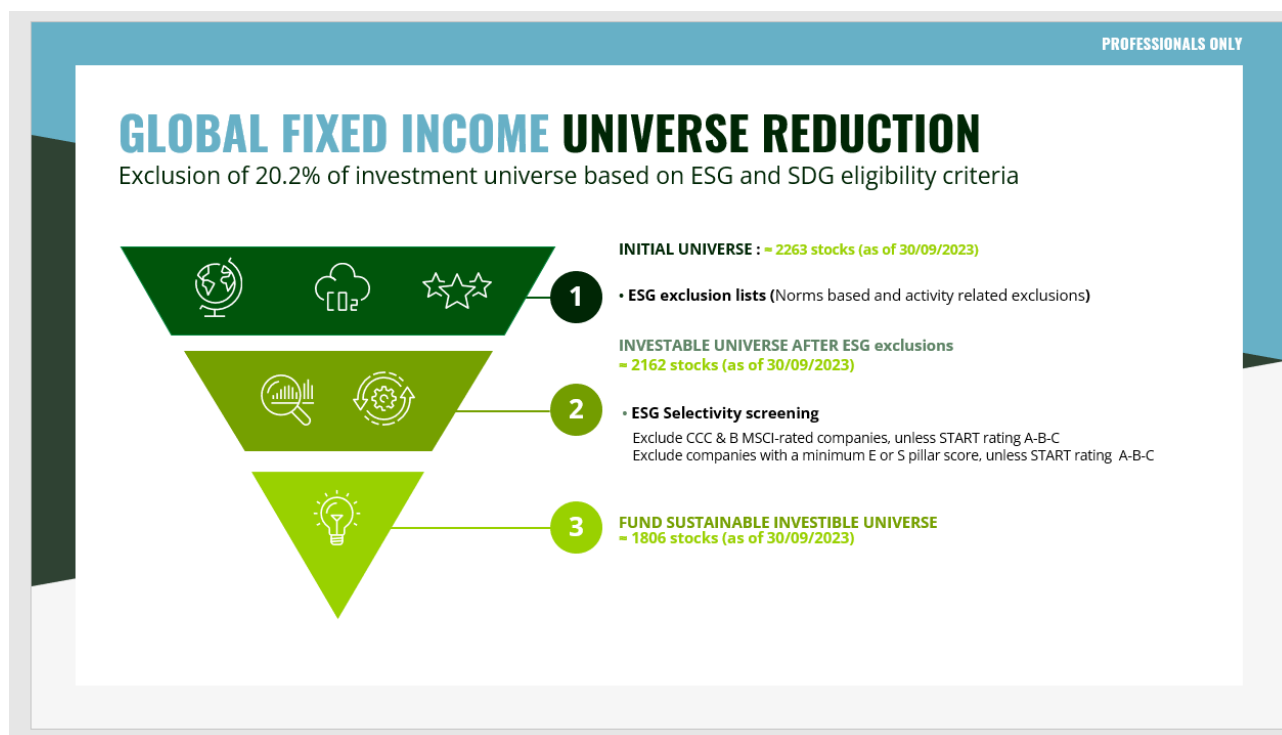 PROFESSIONALS ONLY
GLOBAL FIXED INCOME UNIVERSE REDUCTION
Exclusion of 20.2% of investment universe based on ESG and SDG eligibility criteria
CO₂
INITIAL UNIVERSE : ≈ 2263 stocks (as of 30/09/2023)
1
• ESG exclusion lists (Norms based and activity related exclusions)
INVESTABLE UNIVERSE AFTER ESG exclusions
≈ 2162 stocks (as of 30/09/2023)
2
• ESG Selectivity screening
Exclude CCC & B MSCI-rated companies, unless START rating A-B-C
Exclude companies with a minimum E or S pillar score, unless START rating A-B-C
3
FUND SUSTAINABLE INVESTIBLE UNIVERSE
≈ 1806 stocks (as of 30/09/2023)